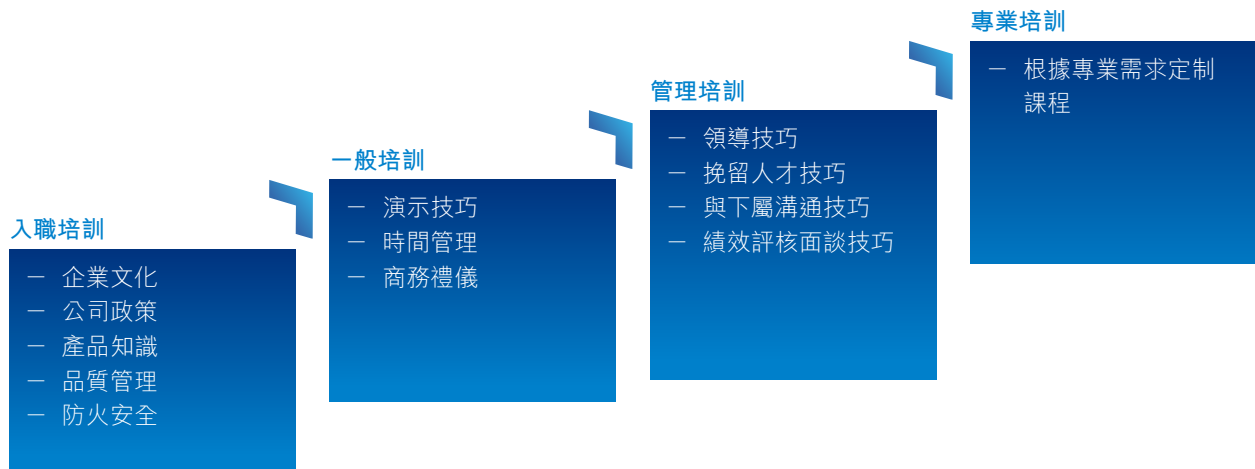 入職培訓
－ 企業文化
－ 公司政策
－ 產品知識
－ 品質管理
－ 防火安全
一般培訓
－ 演示技巧
－ 時間管理
－ 商務禮儀
管理培訓
－ 領導技巧
－ 挽留人才技巧
－ 與下屬溝通技巧
－ 績效評核面談技巧
專業培訓
－ 根據專業需求定制
課程